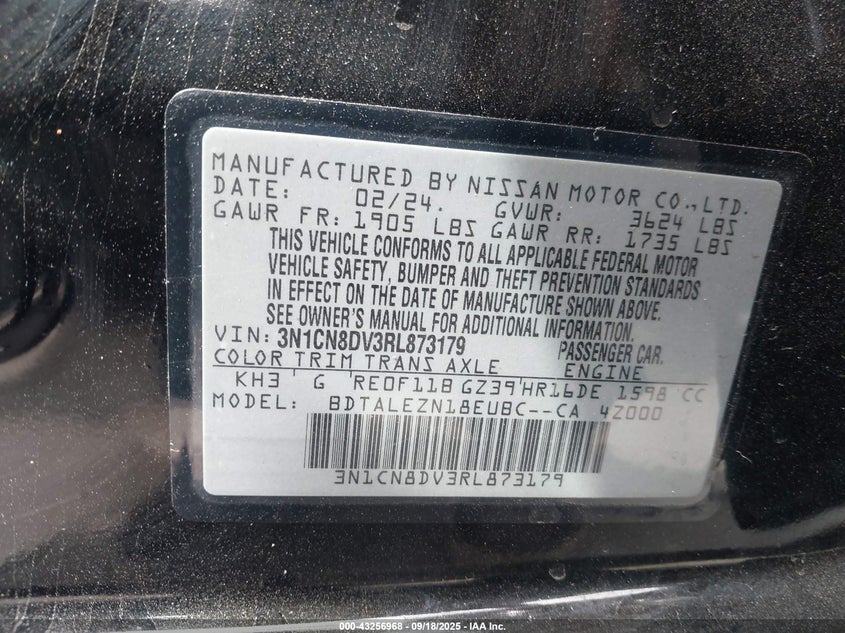 MANUFACTURED BY NISSAN MOTOR CO.,LTD.
DATE: 02/24. GVWR: 3624 LBS
GAWR FR: 1905 LBS GAWR RR: 1735 LBS
THIS VEHICLE CONFORMS TO ALL APPLICABLE FEDERAL MOTOR
VEHICLE SAFETY, BUMPER AND THEFT PREVENTION STANDARDS
IN EFFECT ON THE DATE OF MANUFACTURE SHOWN ABOVE.
SEE OWNER'S MANUAL FOR ADDITIONAL INFORMATION.
VIN: 3N1CN8DV3RL873179 PASSENGER CAR.
COLOR TRIM TRANS AXLE ENGINE
KH3 G RE0F11B GZ39 HR16DE 1598 CC
MODEL: BDTALEZN18EUBC--CA 4Z000
3N1CN8DV3RL873179
000-43256968 - 09/18/2025 - IAA Inc.